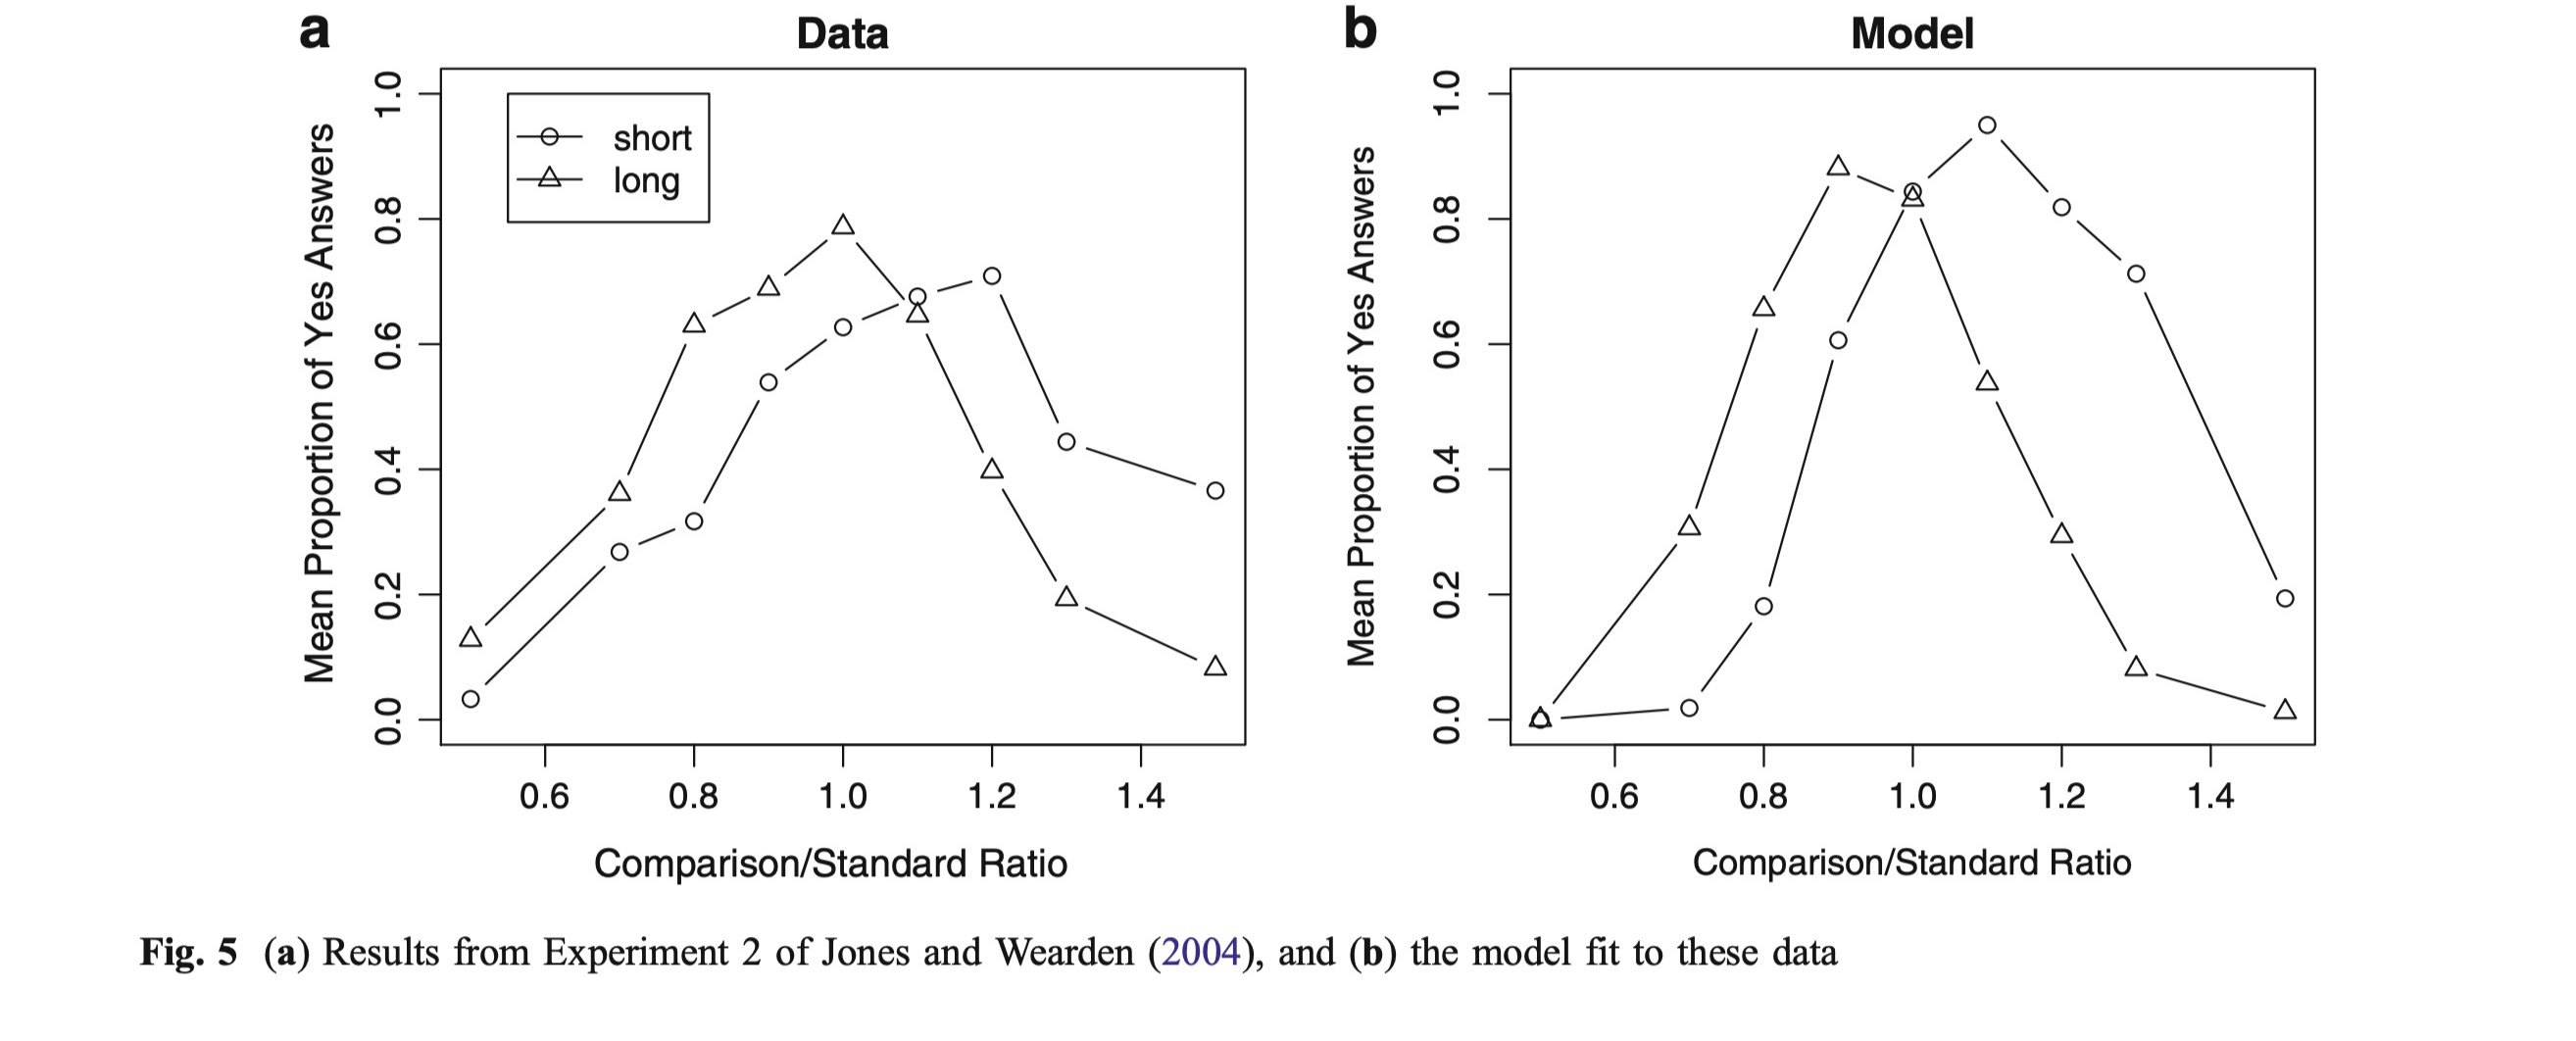 a
Data
Mean Proportion of Yes Answers
1.0
0.8
0.6
0.4
0.2
0.0
short
long
0.6 0.8 1.0 1.2 1.4
Comparison/Standard Ratio
b
Model
Mean Proportion of Yes Answers
1.0
0.8
0.6
0.4
0.2
0.0
0.6 0.8 1.0 1.2 1.4
Comparison/Standard Ratio
Fig. 5 (a) Results from Experiment 2 of Jones and Wearden (2004), and (b) the model fit to these data